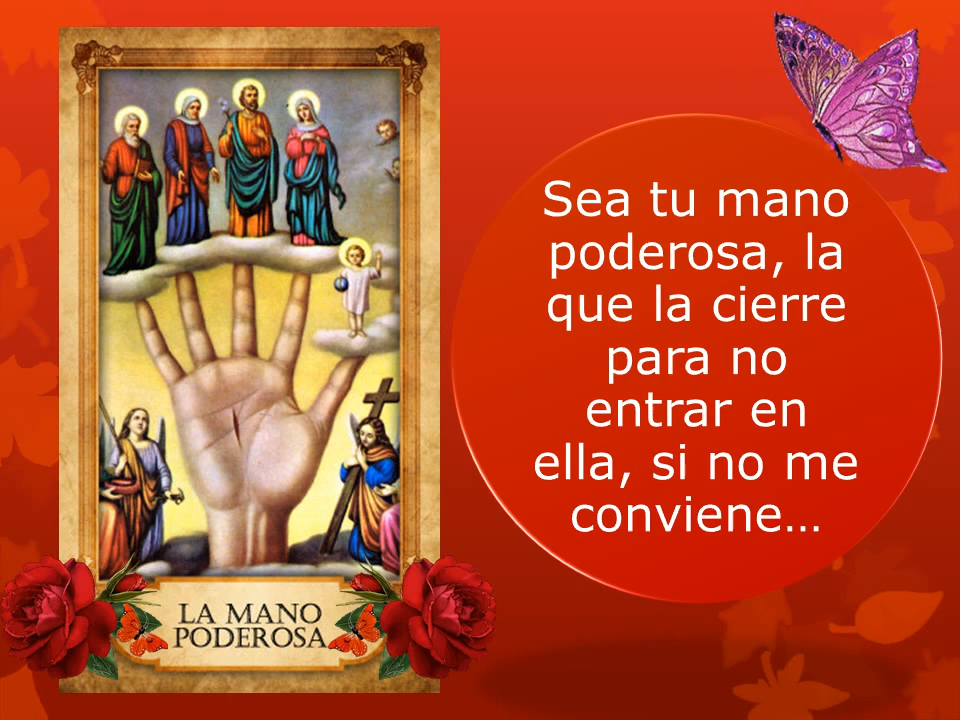 Sea tu mano
poderosa, la
que la cierre
para no
entrar en
ella, si no me
conviene…
LA MANO
PODEROSA